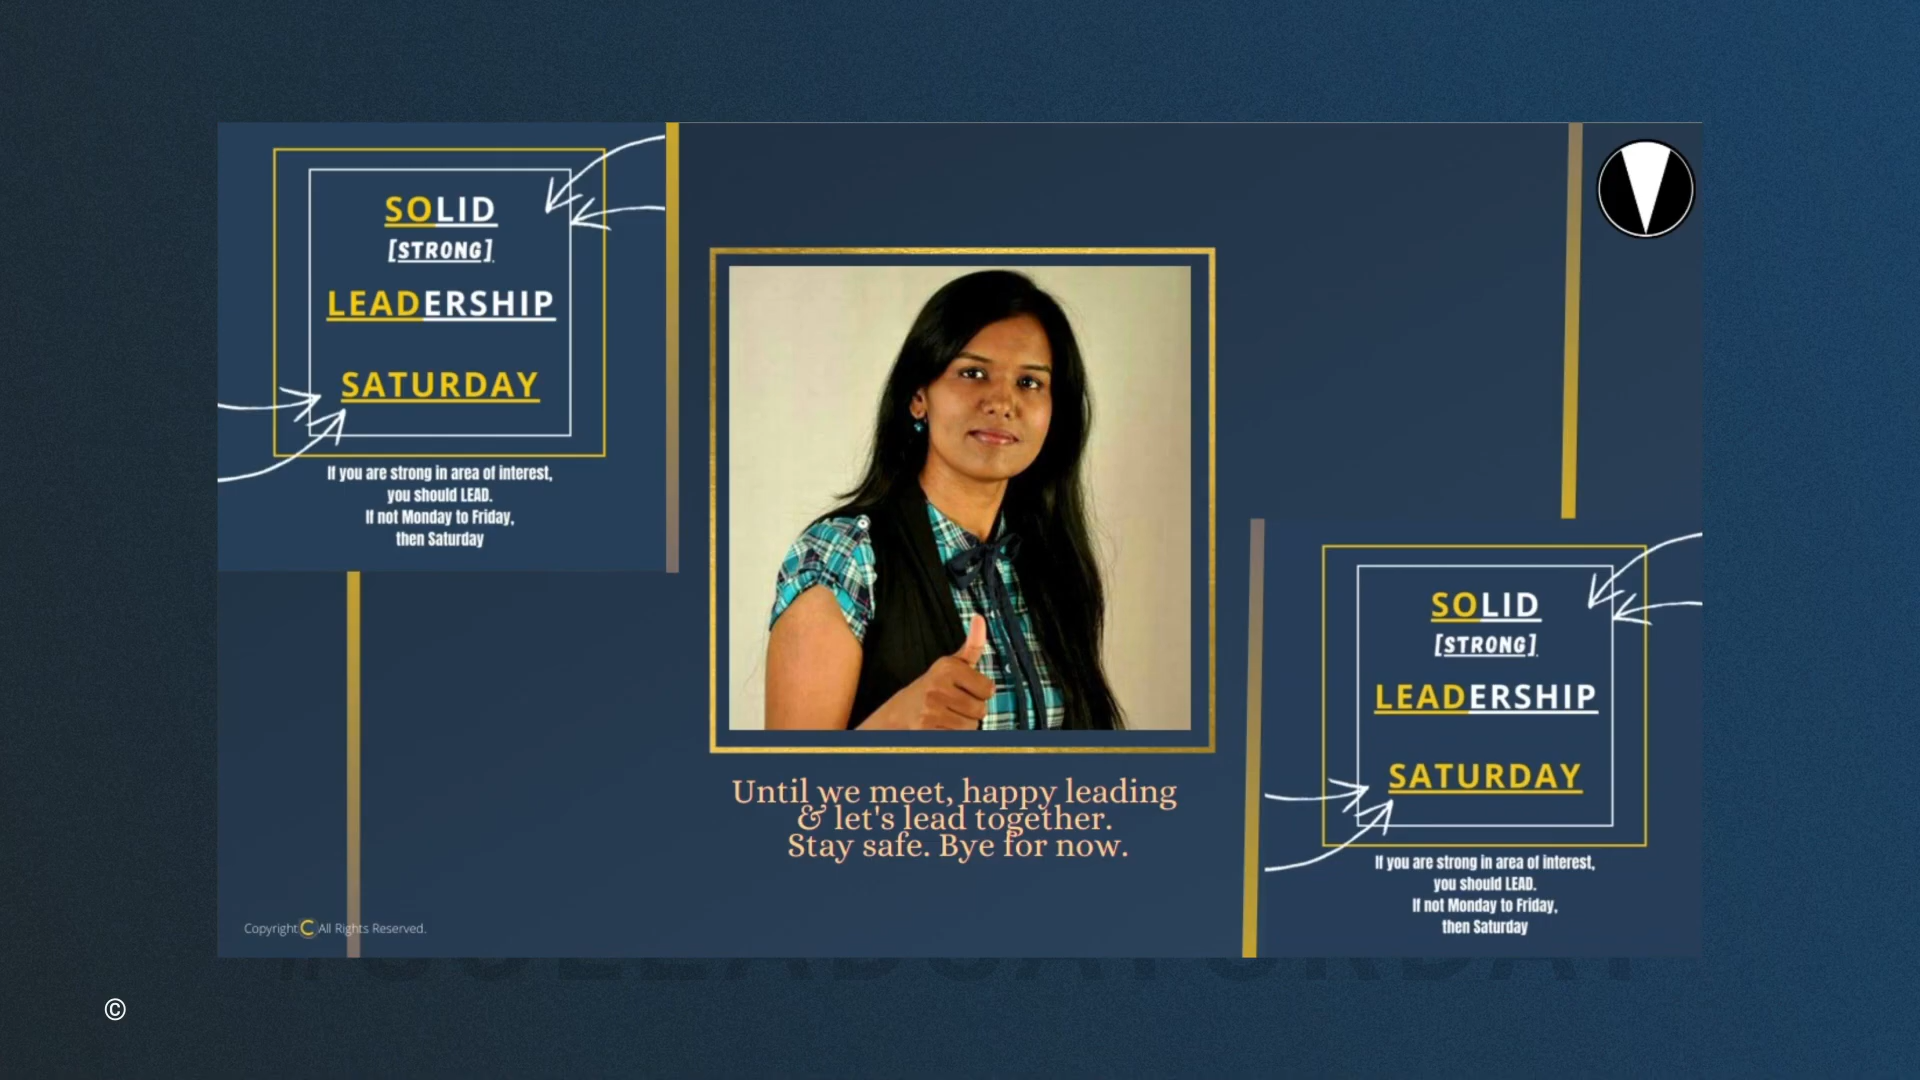 SOLID
[STRONG]
LEADERSHIP
SATURDAY
If you are strong in area of interest,
you should LEAD.
If not Monday to Friday,
then Saturday
Until we meet, happy leading
& let's lead together.
Stay safe. Bye for now.
SOLID
[STRONG]
LEADERSHIP
SATURDAY
If you are strong in area of interest,
you should LEAD.
If not Monday to Friday,
then Saturday
Copyright C All Rights Reserved.
©